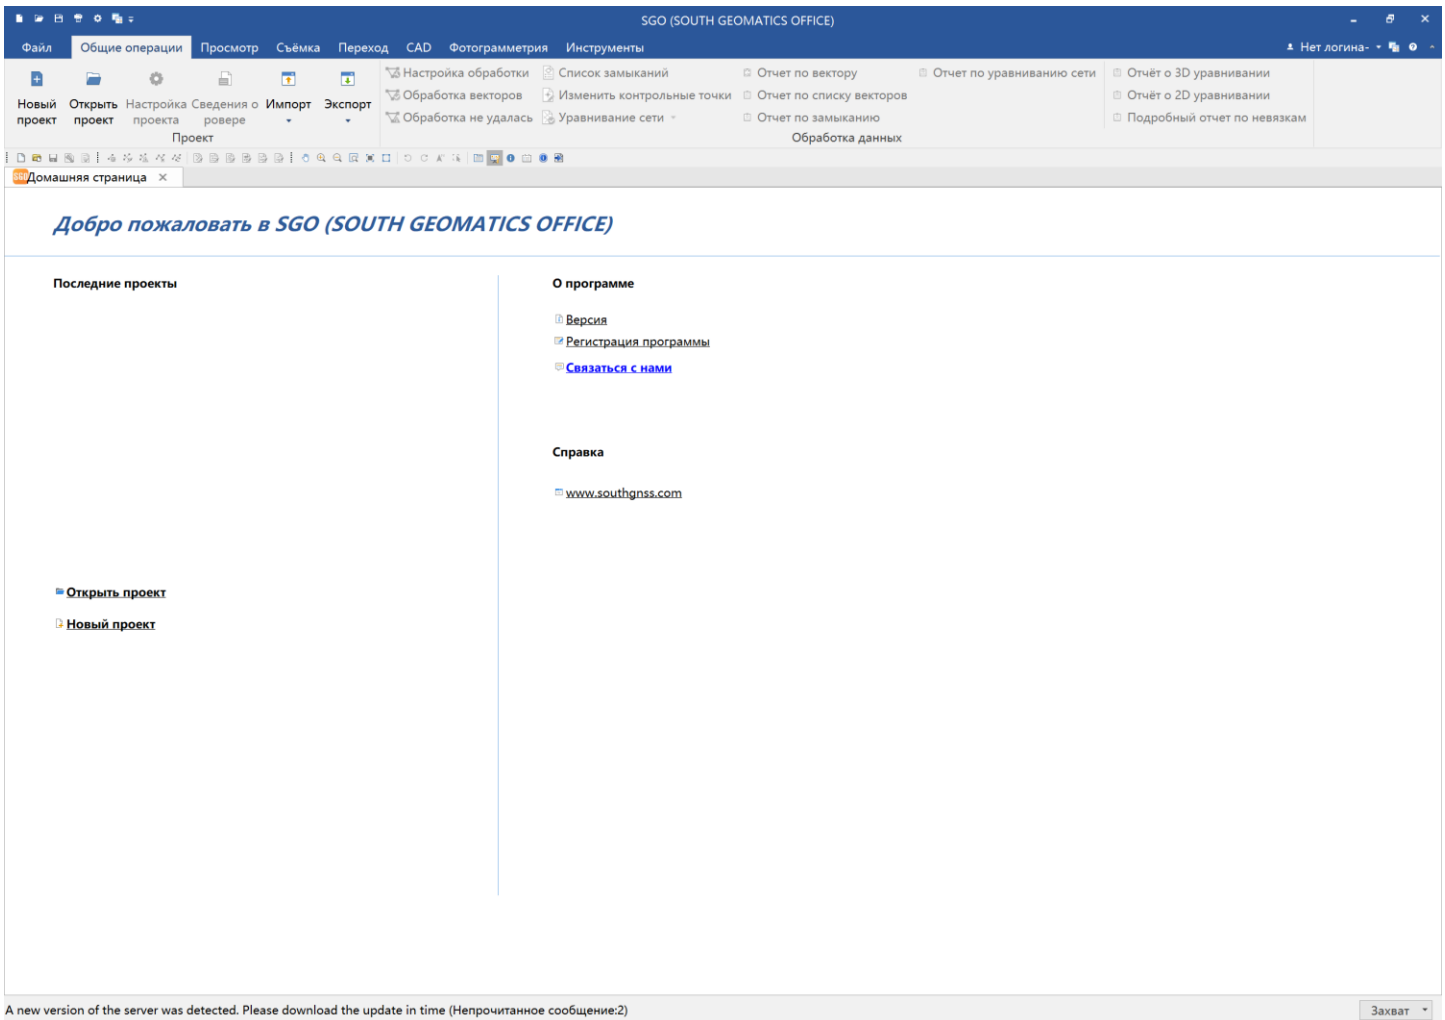 SGO (SOUTH GEOMATICS OFFICE)
Файл Общие операции Просмотр Съёмка Переход CAD Фотограмметрия Инструменты Нет логина-
Новый проект
Открыть проект
Настройка проекта
Сведения о ровере
Импорт
Экспорт
Проект
Настройка обработки
Обработка векторов
Обработка не удалась
Список замыканий
Изменить контрольные точки
Уравнивание сети
Отчет по вектору
Отчет по списку векторов
Отчет по замыканию
Отчет по уравниванию сети
Отчёт о 3D уравнивании
Отчёт о 2D уравнивании
Подробный отчет по невязкам
Обработка данных
SGO Домашняя страница
Добро пожаловать в SGO (SOUTH GEOMATICS OFFICE)
Последние проекты
Открыть проект
Новый проект
О программе
Версия
Регистрация программы
Связаться с нами
Справка
www.southgnss.com
A new version of the server was detected. Please download the update in time (Непрочитанное сообщение:2)
Захват